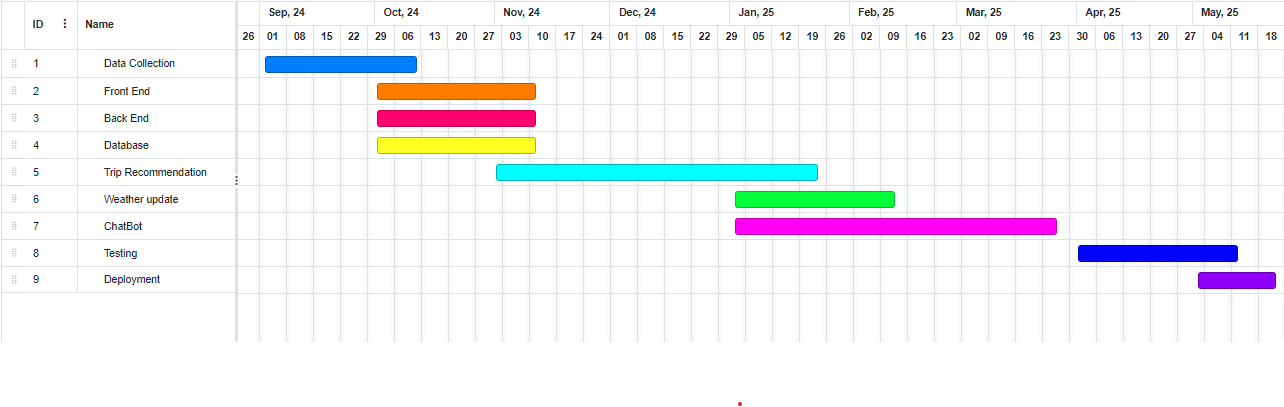 ID Name Sep, 24 Oct, 24 Nov, 24 Dec, 24 Jan, 25 Feb, 25 Mar, 25 Apr, 25 May, 25
26 01 08 15 22 29 06 13 20 27 03 10 17 24 01 08 15 22 29 05 12 19 26 02 09 16 23 02 09 16 23 30 06 13 20 27 04 11 18
1 Data Collection
2 Front End
3 Back End
4 Database
5 Trip Recommendation
6 Weather update
7 ChatBot
8 Testing
9 Deployment